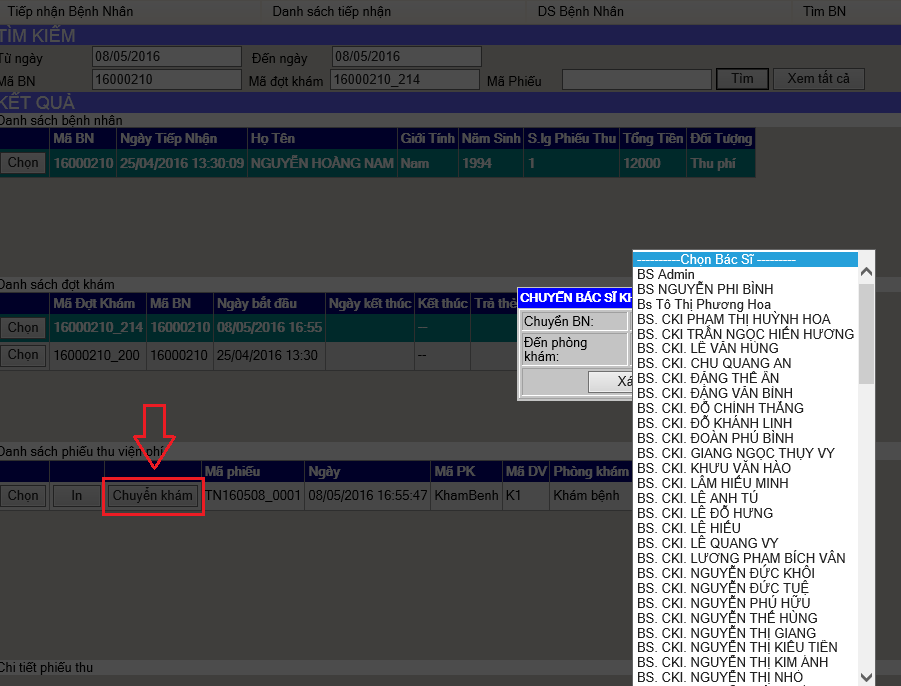 Tiếp nhận Bệnh Nhân Danh sách tiếp nhận DS Bệnh Nhân Tìm BN
TÌM KIẾM
Từ ngày 08/05/2016 Đến ngày 08/05/2016
Mã BN 16000210 Mã đợt khám 16000210_214 Mã Phiếu Tìm Xem tất cả
KẾT QUẢ
Danh sách bệnh nhân
Mã BN Ngày Tiếp Nhận Họ Tên Giới Tính Năm Sinh S.lg Phiếu Thu Tổng Tiền Đối Tượng
Chọn 16000210 25/04/2016 13:30:09 NGUYỄN HOÀNG NAM Nam 1994 1 12000 Thu phí
Danh sách đợt khám
Mã Đợt Khám Mã BN Ngày bắt đầu Ngày kết thúc Kết thúc Trả thẻ
Chọn 16000210_214 16000210 08/05/2016 16:55 --
Chọn 16000210_200 16000210 25/04/2016 13:30 --
Danh sách phiếu thu viện phí
Mã phiếu Ngày Mã PK Mã DV Phòng khám
Chọn In Chuyển khám TN160508_0001 08/05/2016 16:55:47 KhamBenh K1 Khám bệnh
Chi tiết phiếu thu
CHUYỂN BÁC SĨ KH
Chuyển BN:
Đến phòng
khám:
Xá
----------Chọn Bác Sĩ ---------
BS Admin
BS NGUYỄN PHI BÌNH
Bs Tô Thị Phương Hoa
BS. CKI PHẠM THỊ HUỲNH HOA
BS. CKI TRẦN NGỌC HIẾN HƯƠNG
BS. CKI. LÊ VĂN HÙNG
BS. CKI. CHU QUANG AN
BS. CKI. ĐẶNG THẾ ÂN
BS. CKI. ĐẶNG VĂN BÌNH
BS. CKI. ĐỖ CHÍNH THẮNG
BS. CKI. ĐỖ KHÁNH LINH
BS. CKI. ĐOÀN PHÚ BÌNH
BS. CKI. GIANG NGỌC THỤY VY
BS. CKI. KHƯU VĂN HÀO
BS. CKI. LÂM HIẾU MINH
BS. CKI. LÊ ANH TÚ
BS. CKI. LÊ ĐỖ HƯNG
BS. CKI. LÊ HIẾU
BS. CKI. LÊ QUANG VY
BS. CKI. LƯƠNG PHẠM BÍCH VÂN
BS. CKI. NGUYỄN ĐỨC KHÔI
BS. CKI. NGUYỄN ĐỨC TUỆ
BS. CKI. NGUYỄN PHÚ HỮU
BS. CKI. NGUYỄN THẾ HÙNG
BS. CKI. NGUYỄN THỊ GIANG
BS. CKI. NGUYỄN THỊ KIỀU TIÊN
BS. CKI. NGUYỄN THỊ KIM ÁNH
BS. CKI. NGUYỄN THỊ NHỎ